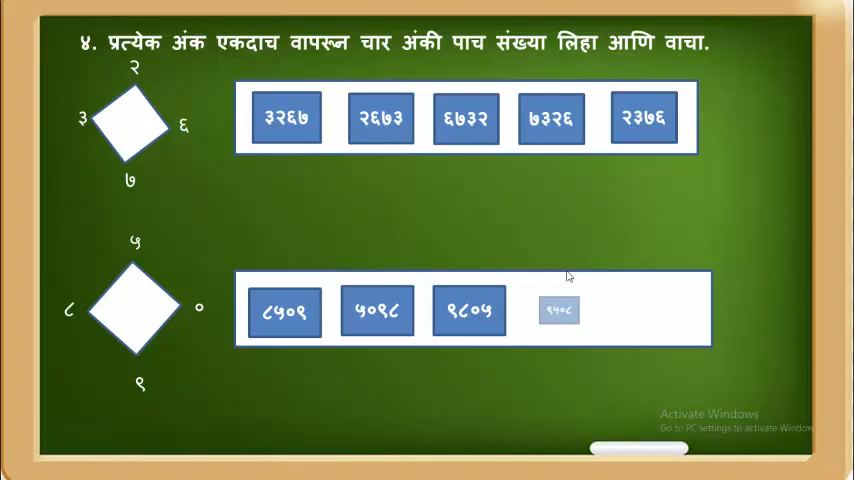 ४. प्रत्येक अंक एकदाच वापरून चार अंकी पाच संख्या लिहा आणि वाचा.
२
३
६
७
३२६७ २६७३ ६७३२ ७३२६ २३७६
५
८
०
९
८५०९ ५०९८ ९८०५ ९५०८
Activate Windows
Go to PC settings to activate Window